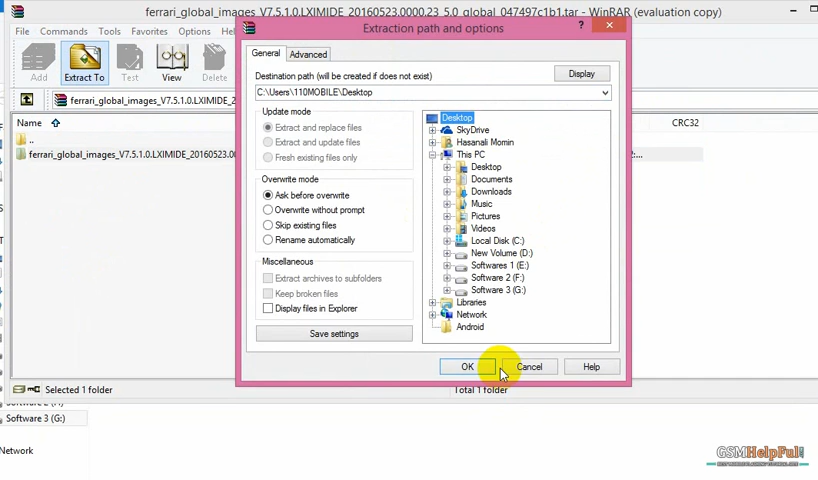 ferrari_global_images_V7.5.1.0.LXIMIDE_20160523.0000.23_5.0_global_047497c1b1.tar - WinRAR (evaluation copy)
File Commands Tools Favorites Options
Extraction path and options
?
Add
Extract To
Test
View
Delete
ferrari_global_images_V7.5.1.0.LXIMIDE_2
Name
CRC32
..
ferrari_global_images_V7.5.1.0.LXIMIDE_20160523.00
General
Advanced
Destination path (will be created if does not exist)
Display
C:\Users\110MOBILE\Desktop
Update mode
Extract and replace files
Extract and update files
Fresh existing files only
Overwrite mode
Ask before overwrite
Overwrite without prompt
Skip existing files
Rename automatically
Miscellaneous
Extract archives to subfolders
Keep broken files
Display files in Explorer
Save settings
Desktop
SkyDrive
Hasanali Momin
This PC
Desktop
Documents
Downloads
Music
Pictures
Videos
Local Disk (C:)
New Volume (D:)
Softwares 1 (E:)
Software 2 (F:)
Software 3 (G:)
Libraries
Network
Android
OK
Cancel
Help
Selected 1 folder
Total 1 folder
Software 3 (G:)
Network
GSMHelpFul